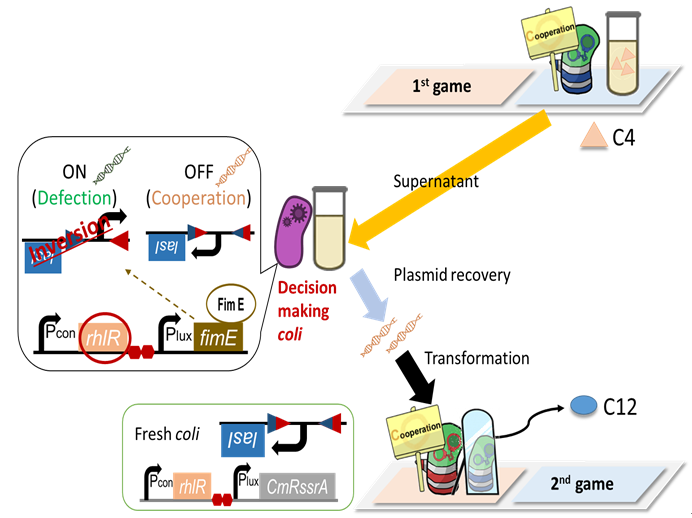 Cooperation
1st game
C4
Supernatant
ON
(Defection)
OFF
(Cooperation)
Inversion
lasI
Decision
making
coli
Plasmid recovery
Fim E
Pcon
rhlR
Plux
fimE
Transformation
Cooperation
C12
Fresh coli
lasI
Pcon
rhlR
Plux
CmRssrA
2nd game